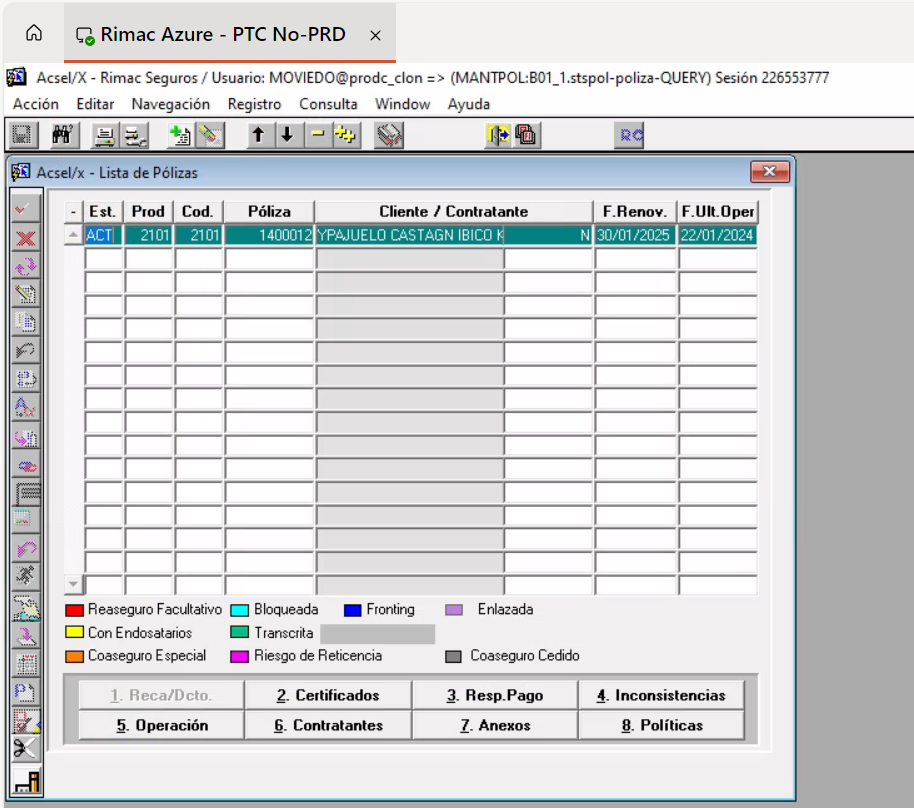 Rimac Azure - PTC No-PRD
Acsel/X - Rimac Seguros / Usuario: MOVIEDO@prodc_clon => (MANTPOL:B01_1.stspol-poliza-QUERY) Sesión 226553777
Acción Editar Navegación Registro Consulta Window Ayuda
RC
Acsel/x - Lista de Pólizas
- Est. Prod Cod. Póliza Cliente / Contratante F.Renov. F.Ult.Oper
ACT 2101 2101 1400012 YPAJUELO CASTAGN IBICO K N 30/01/2025 22/01/2024
Reaseguro Facultativo Bloqueada Fronting Enlazada
Con Endosatarios Transcrita
Coaseguro Especial Riesgo de Reticencia Coaseguro Cedido
1. Reca/Dcto. 2. Certificados 3. Resp.Pago 4. Inconsistencias
5. Operación 6. Contratantes 7. Anexos 8. Políticas